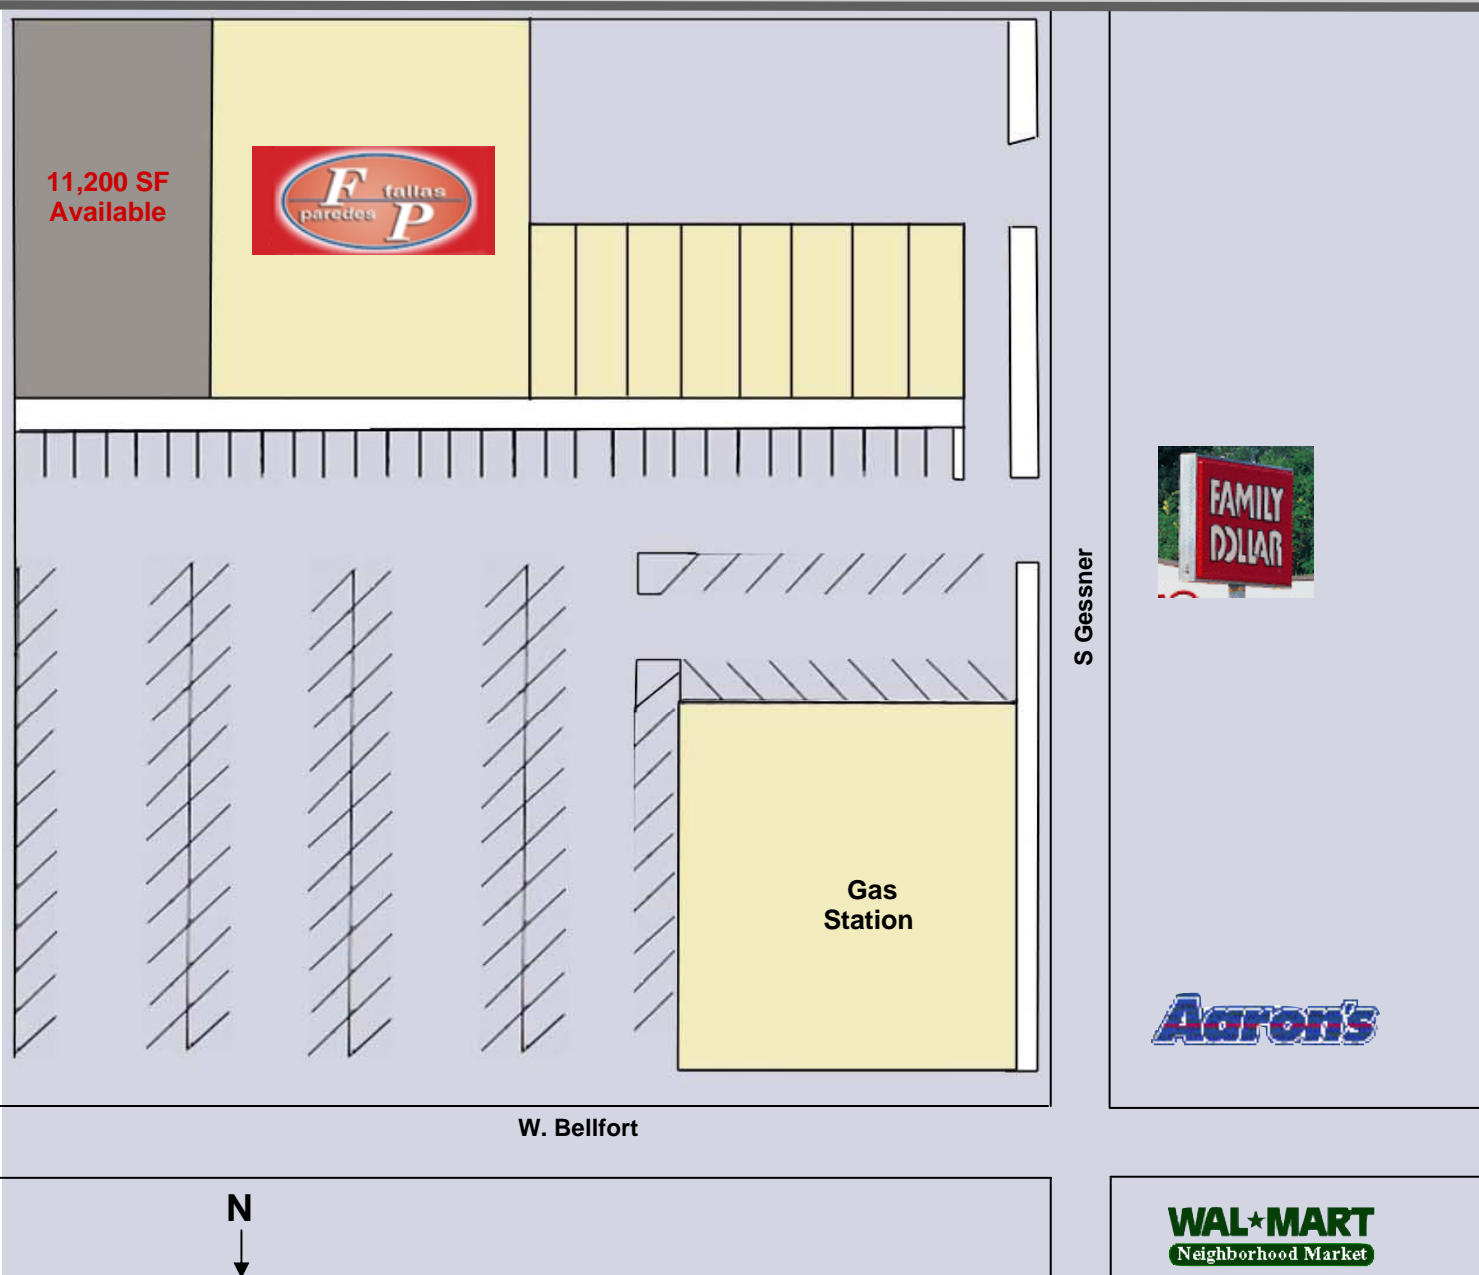 11,200 SF
Available
F fallas
paredes P
FAMILY
DOLLAR
S Gessner
Gas
Station
Aaron's
W. Bellfort
N
WAL★MART
Neighborhood Market